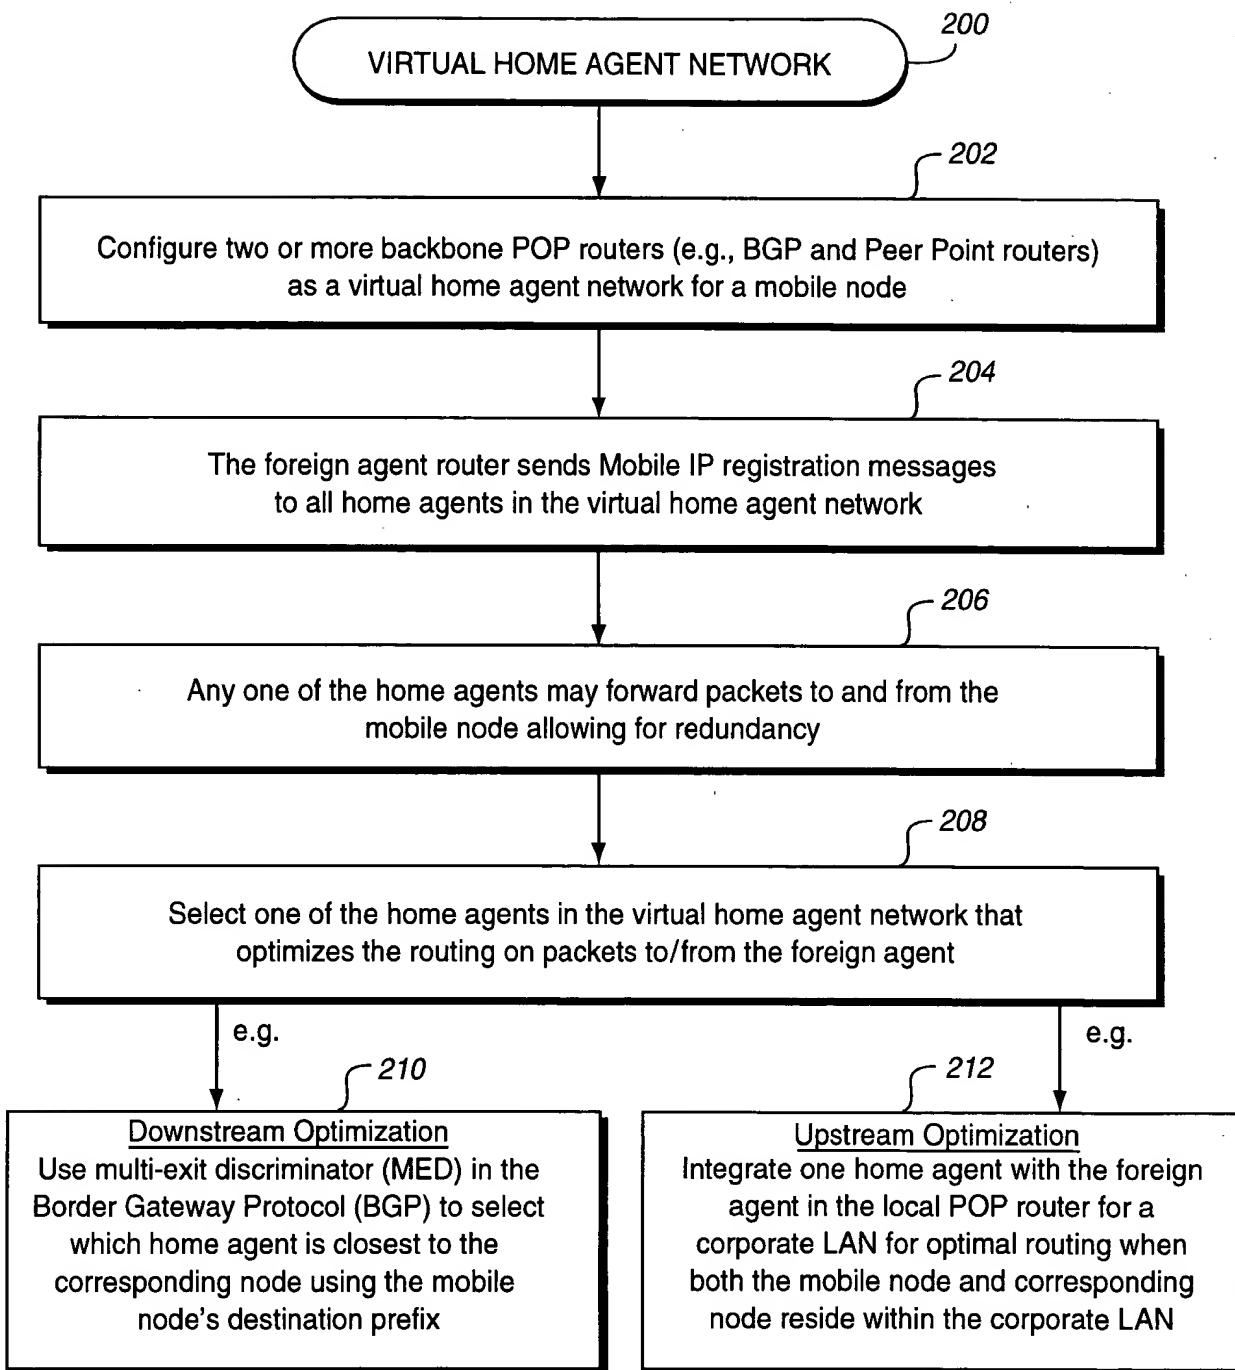 200
VIRTUAL HOME AGENT NETWORK
202
Configure two or more backbone POP routers (e.g., BGP and Peer Point routers)
as a virtual home agent network for a mobile node
204
The foreign agent router sends Mobile IP registration messages
to all home agents in the virtual home agent network
206
Any one of the home agents may forward packets to and from the
mobile node allowing for redundancy
208
Select one of the home agents in the virtual home agent network that
optimizes the routing on packets to/from the foreign agent
e.g.
210
Downstream Optimization
Use multi-exit discriminator (MED) in the
Border Gateway Protocol (BGP) to select
which home agent is closest to the
corresponding node using the mobile
node's destination prefix
e.g.
212
Upstream Optimization
Integrate one home agent with the foreign
agent in the local POP router for a
corporate LAN for optimal routing when
both the mobile node and corresponding
node reside within the corporate LAN